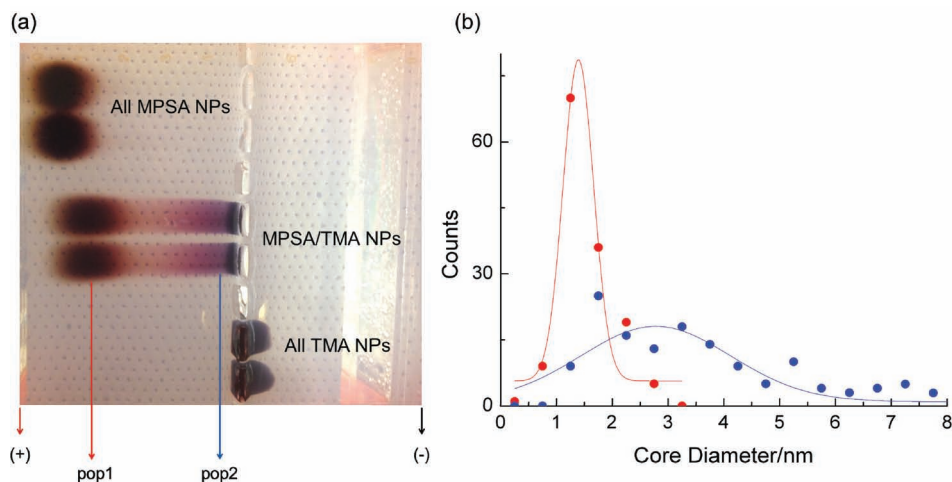 (a)
All MPSA NPs
MPSA/TMA NPs
All TMA NPs
(+)
(-)
pop1
pop2
(b)
Counts
60
30
0
0 1 2 3 4 5 6 7 8
Core Diameter/nm